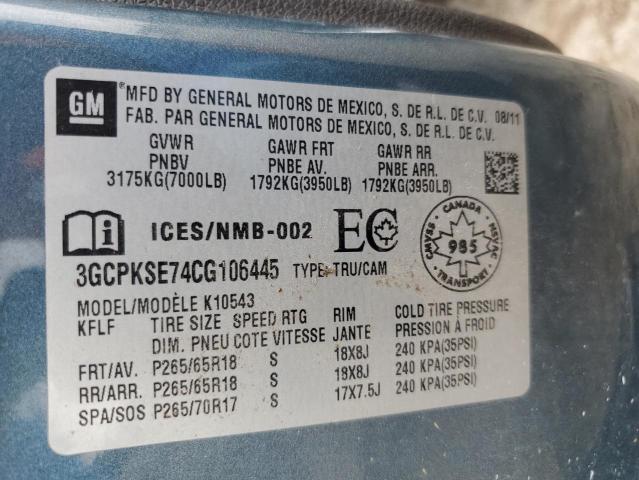 GM
MFD BY GENERAL MOTORS DE MEXICO, S. DE R.L. DE C.V. 08/11
FAB. PAR GENERAL MOTORS DE MEXICO, S. DE R.L. DE C.V.
GVWR GAWR FRT GAWR RR
PNBV PNBE AV. PNBE ARR.
3175KG(7000LB) 1792KG(3950LB) 1792KG(3950LB)
i ICES/NMB-002 EC
CANADA
SVMAC NSVAC
985
TRANSPORT
3GCPKSE74CG106445 TYPE: TRU/CAM
MODEL/MODÈLE K10543
KFLF TIRE SIZE SPEED RTG RIM COLD TIRE PRESSURE
DIM. PNEU COTE VITESSE JANTE PRESSION À FROID
FRT/AV. P265/65R18 S 18X8J 240 KPA(35PSI)
RR/ARR. P265/65R18 S 18X8J 240 KPA(35PSI)
SPA/SOS P265/70R17 S 17X7.5J 240 KPA(35PSI)